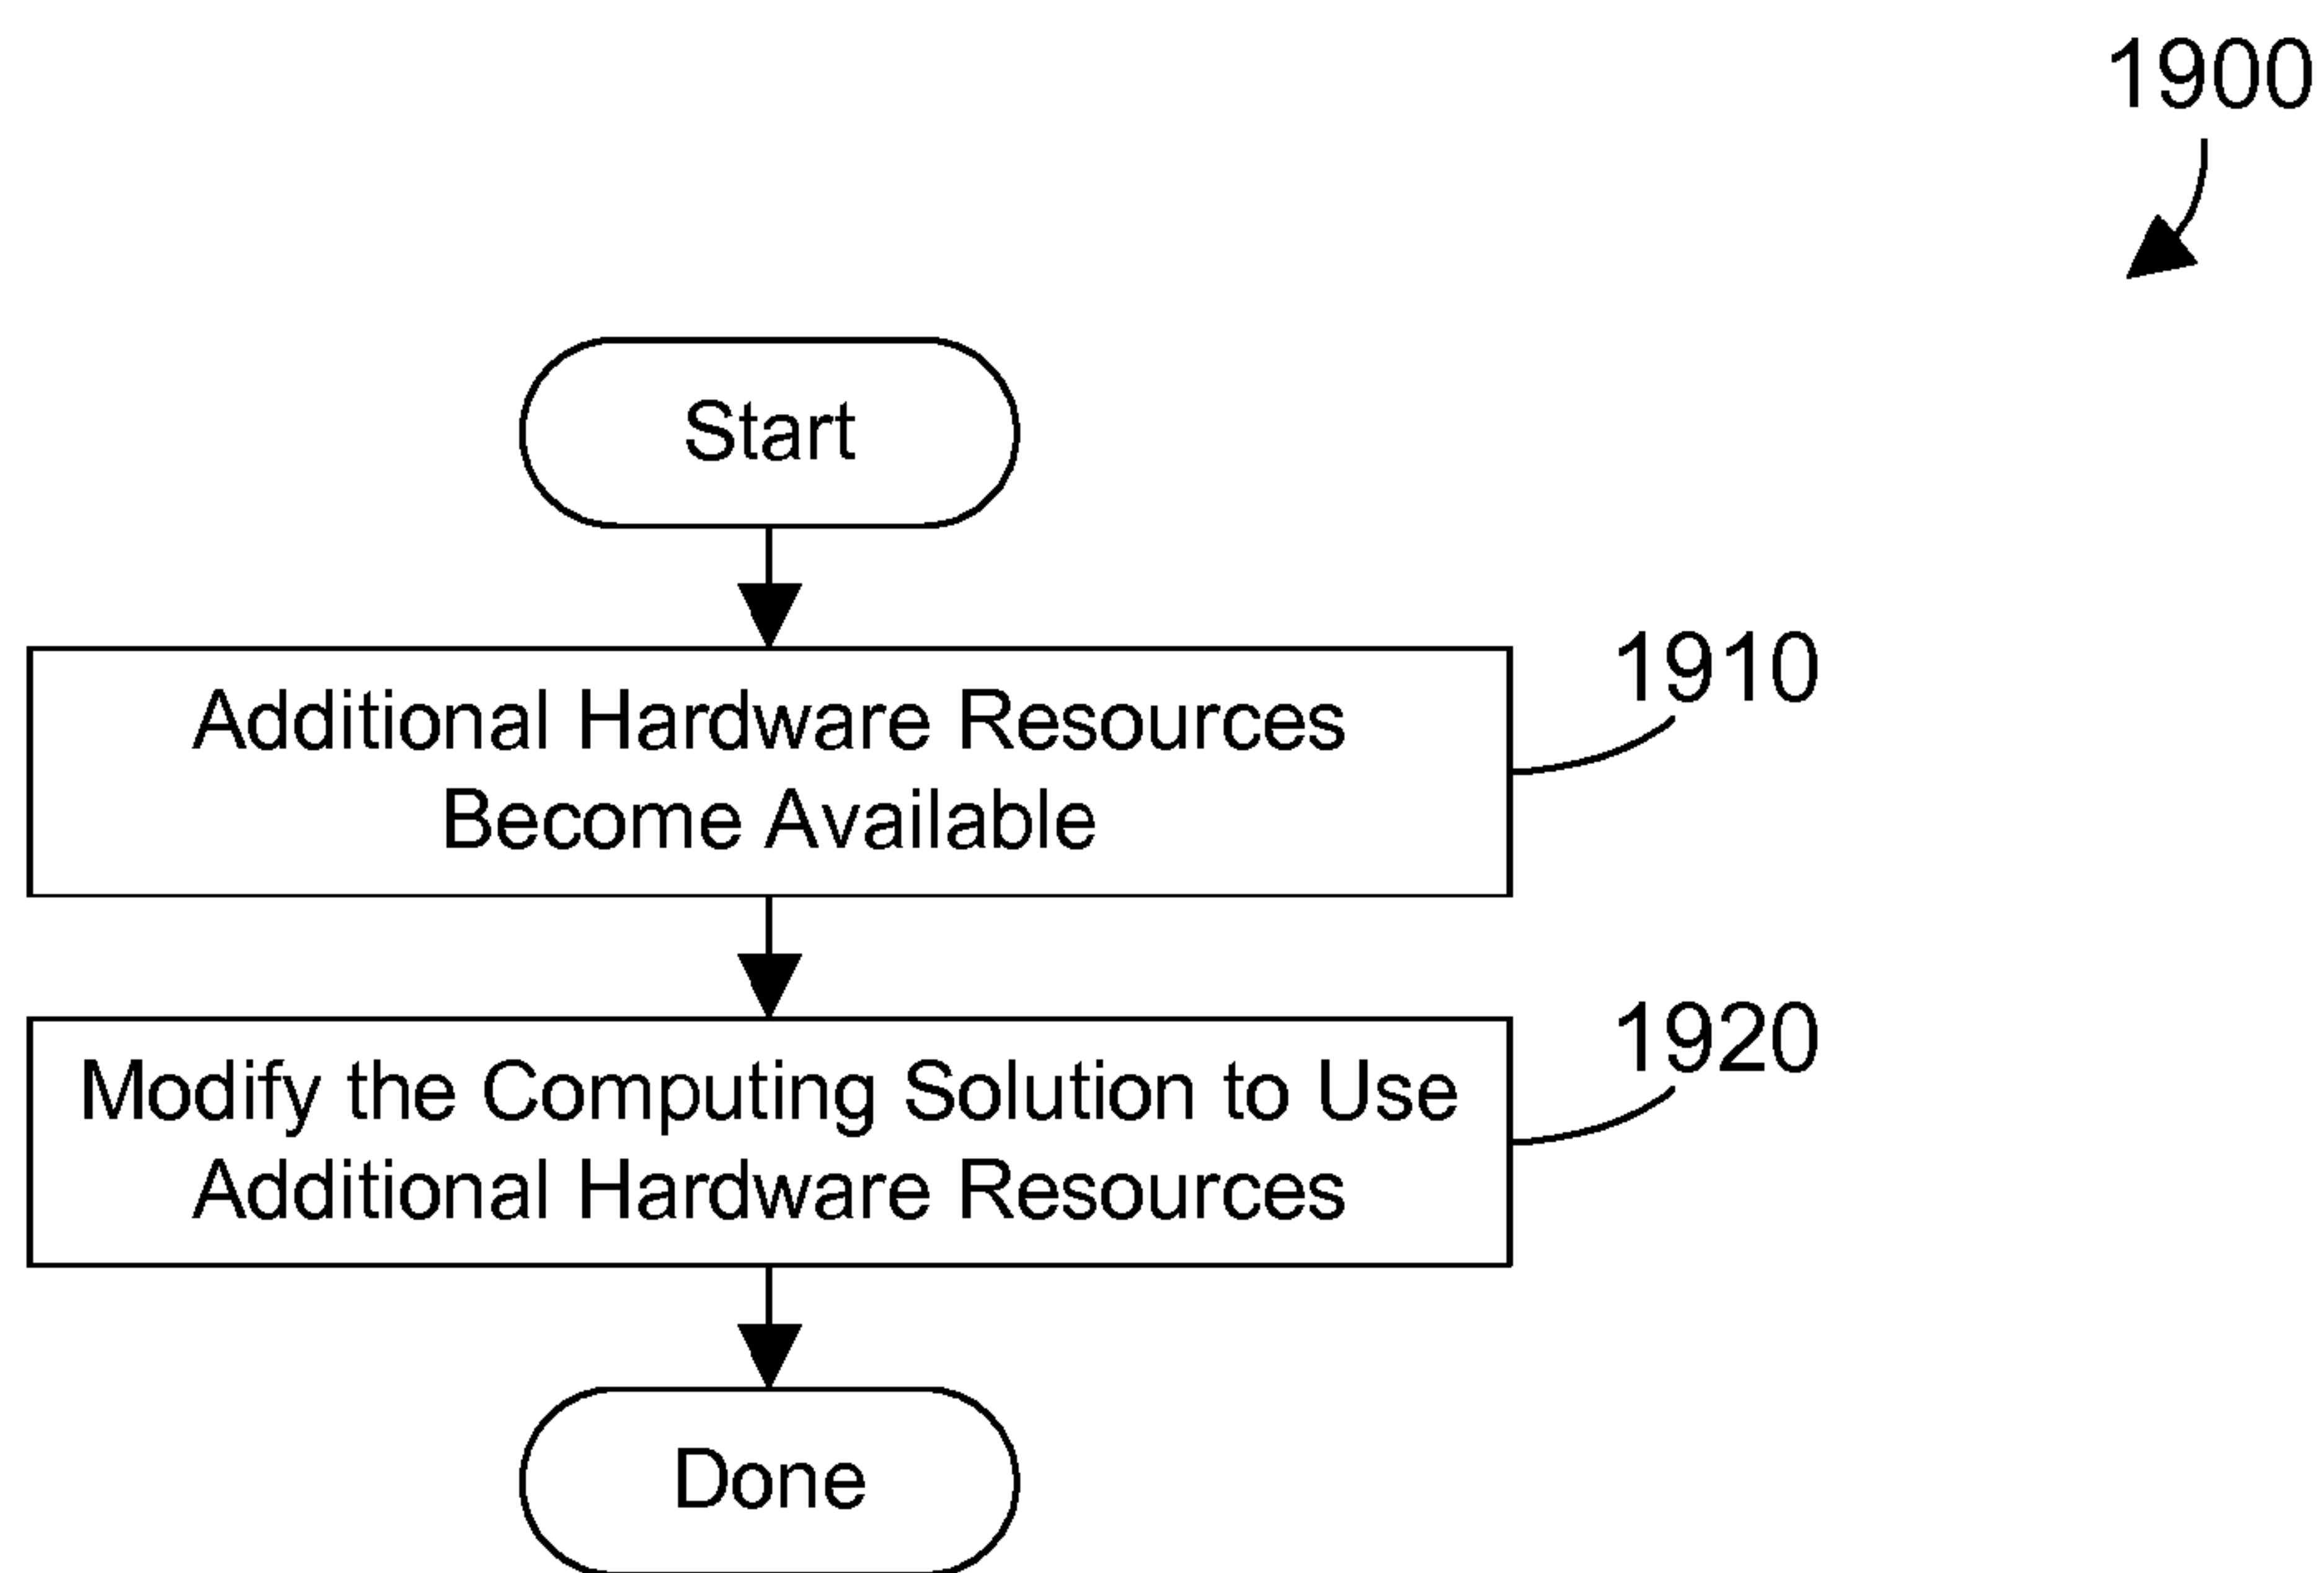 1900
Start
Additional Hardware Resources
Become Available
1910
Modify the Computing Solution to Use
Additional Hardware Resources
1920
Done